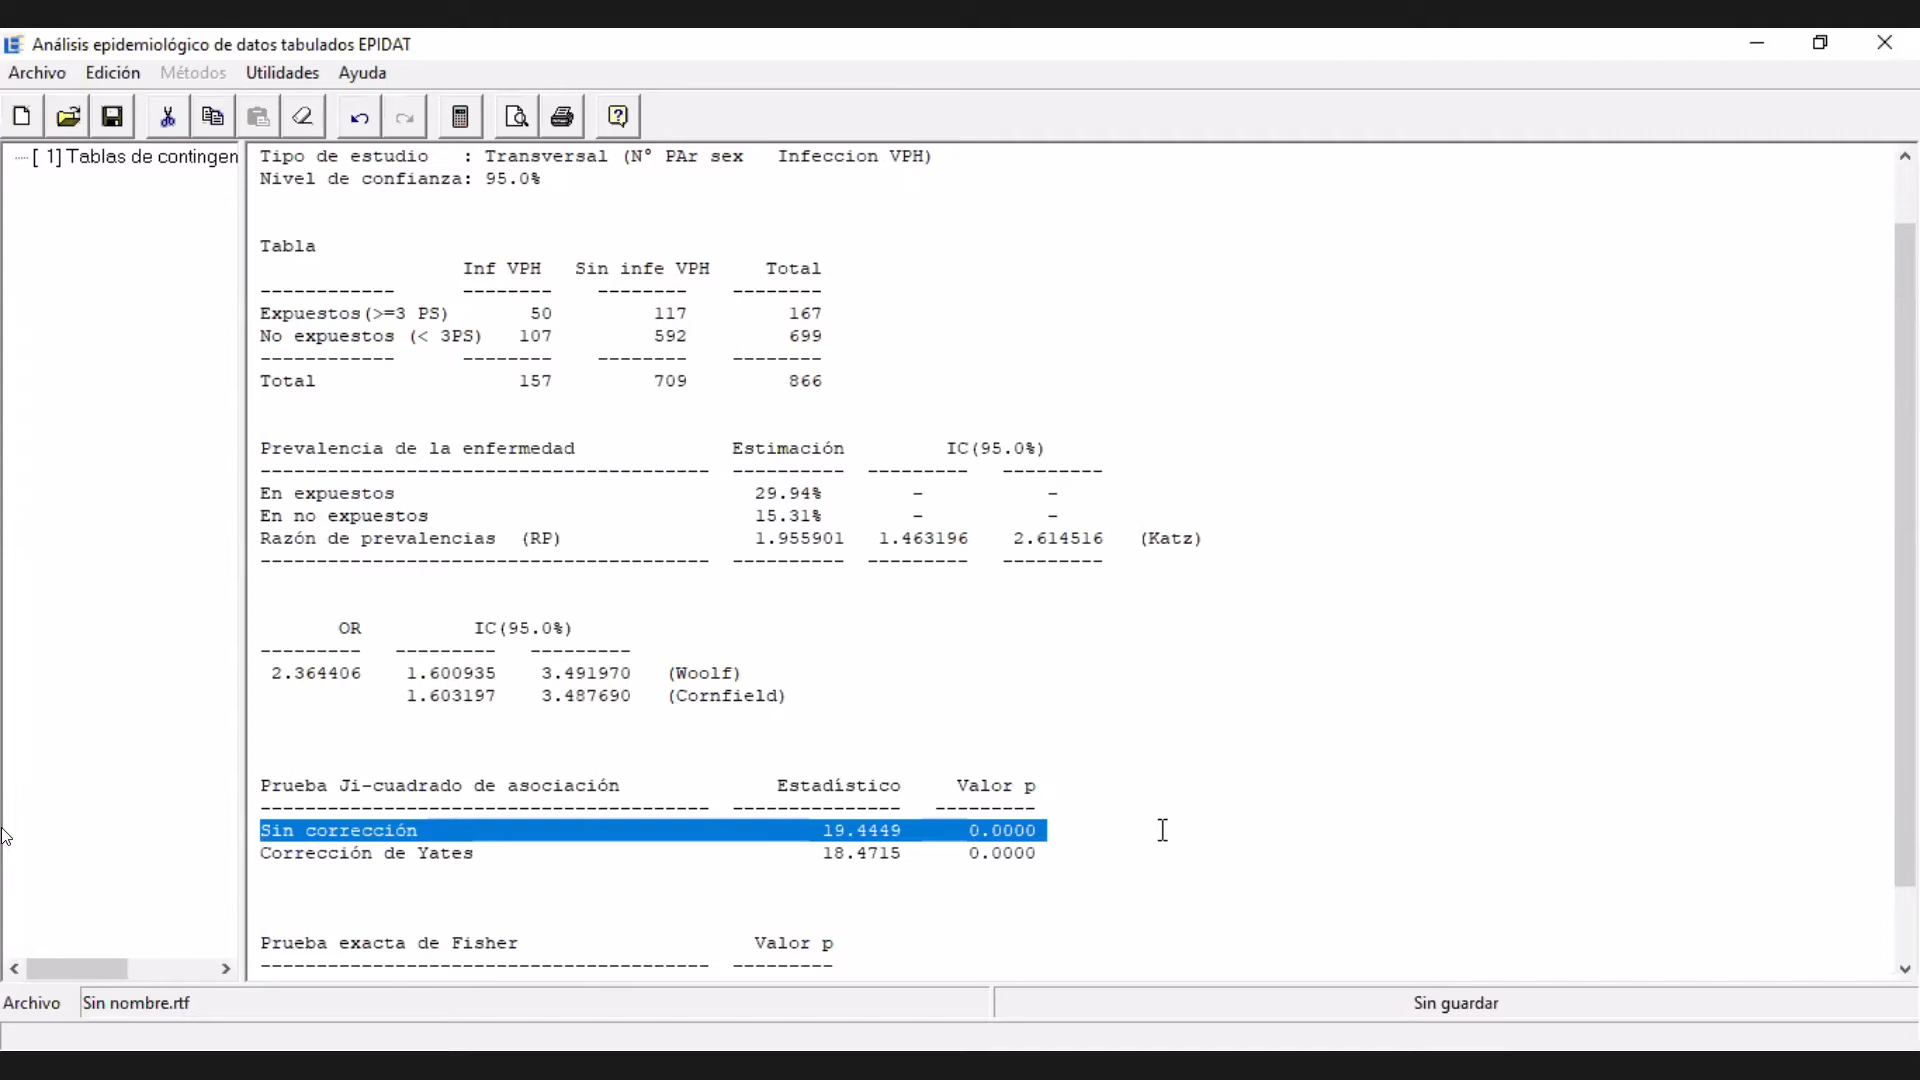 Análisis epidemiológico de datos tabulados EPIDAT
Archivo Edición Métodos Utilidades Ayuda
[ 1] Tablas de contingen
Tipo de estudio : Transversal (N° PAr sex Infeccion VPH)
Nivel de confianza: 95.0%
Tabla
Inf VPH Sin infe VPH Total
------------ -------- -------- --------
Expuestos(>=3 PS) 50 117 167
No expuestos (< 3PS) 107 592 699
------------ -------- -------- --------
Total 157 709 866
Prevalencia de la enfermedad Estimación IC(95.0%)
---------------------------------------- ---------- --------- ---------
En expuestos 29.94% - -
En no expuestos 15.31% - -
Razón de prevalencias (RP) 1.955901 1.463196 2.614516 (Katz)
---------------------------------------- ---------- --------- ---------
OR IC(95.0%)
--------- --------- ---------
2.364406 1.600935 3.491970 (Woolf)
1.603197 3.487690 (Cornfield)
Prueba Ji-cuadrado de asociación Estadístico Valor p
---------------------------------------- --------------- ---------
Sin corrección 19.4449 0.0000
Corrección de Yates 18.4715 0.0000
Prueba exacta de Fisher Valor p
---------------------------------------- ---------
Archivo Sin nombre.rtf Sin guardar